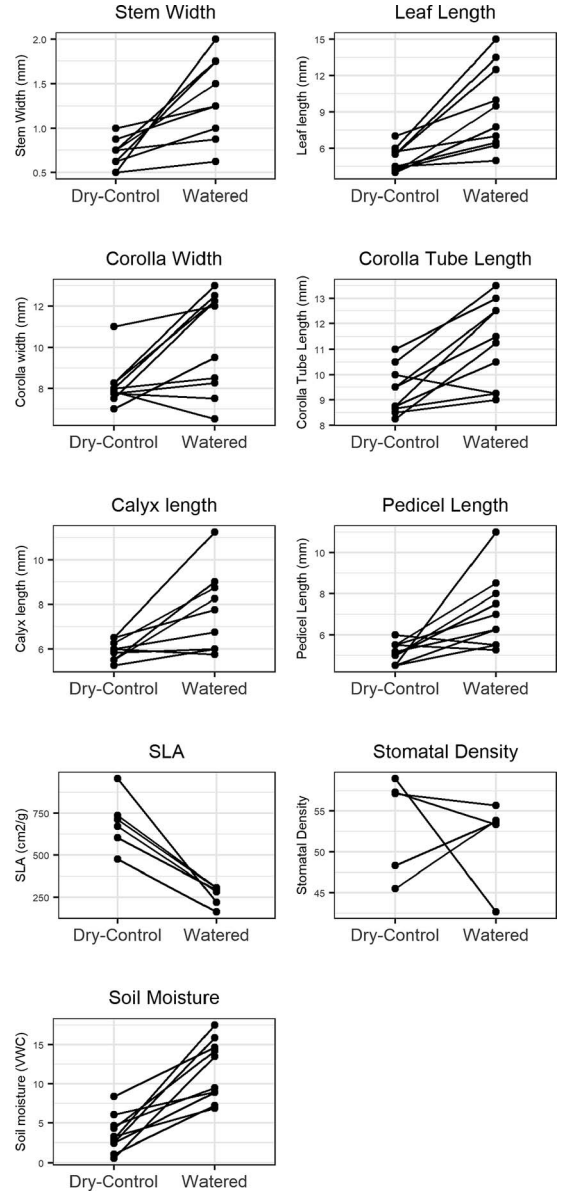 Stem Width
Stem Width (mm)
2.0
1.5
1.0
0.5
Dry-Control Watered
Leaf Length
Leaf length (mm)
15
12
9
6
Dry-Control Watered
Corolla Width
Corolla width (mm)
12
10
8
Dry-Control Watered
Corolla Tube Length
Corolla Tube Length (mm)
13
12
11
10
9
8
Dry-Control Watered
Calyx length
Calyx length (mm)
10
8
6
Dry-Control Watered
Pedicel Length
Pedicel Length (mm)
10
8
6
Dry-Control Watered
SLA
SLA (cm2/g)
750
500
250
Dry-Control Watered
Stomatal Density
Stomatal Density
55
50
45
Dry-Control Watered
Soil Moisture
Soil moisture (VWC)
15
10
5
0
Dry-Control Watered